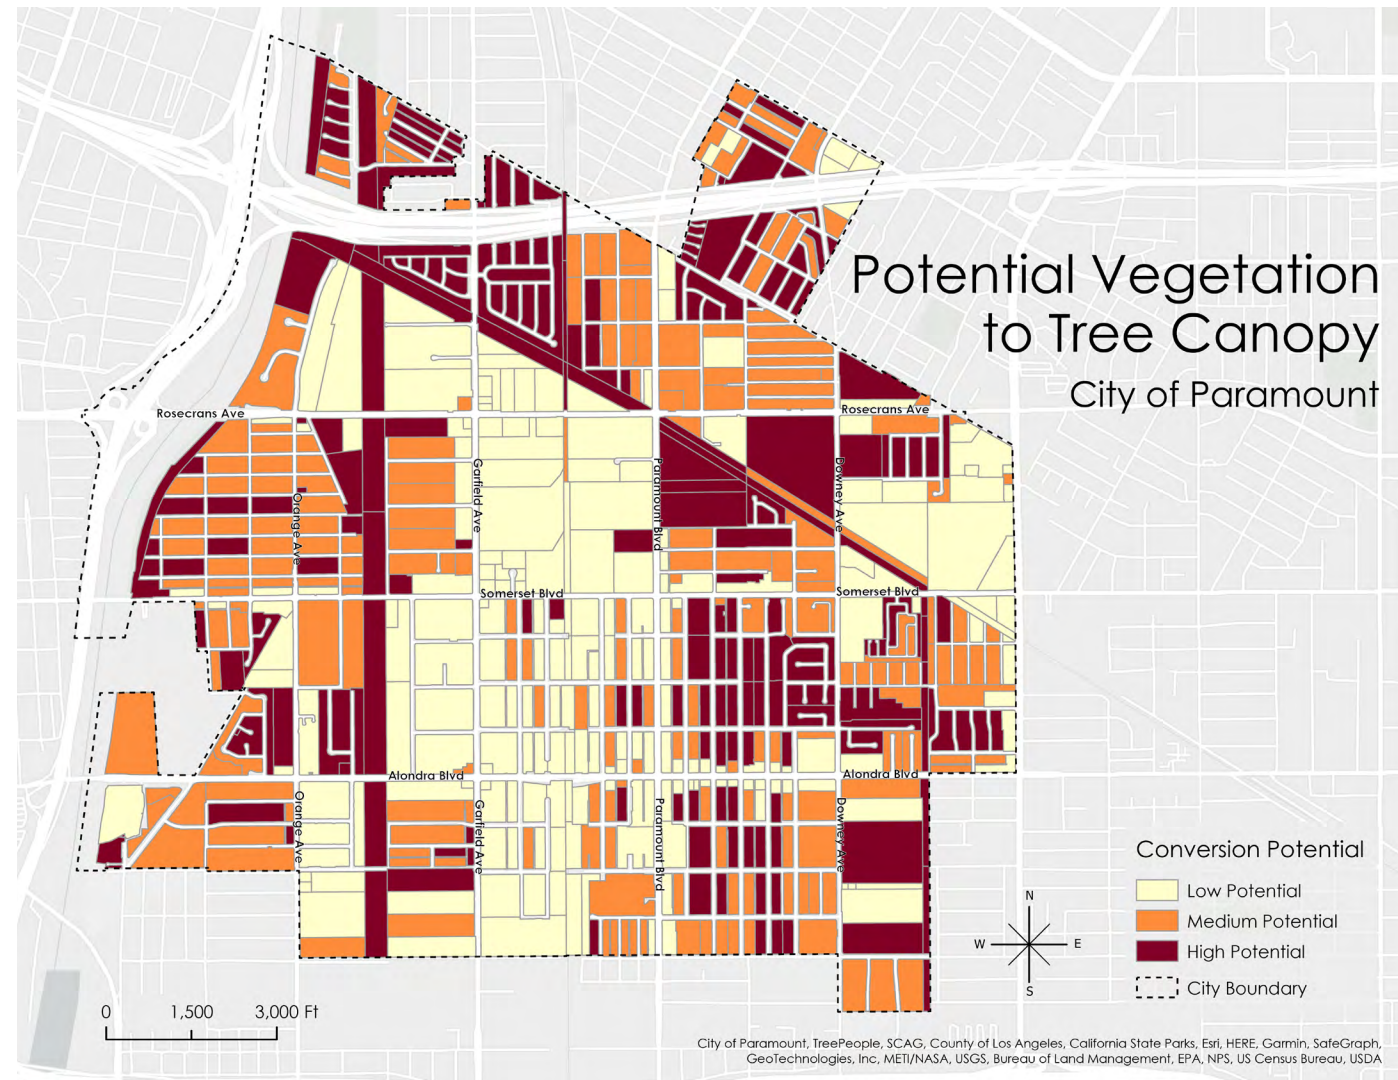 Potential Vegetation
to Tree Canopy
City of Paramount
Rosecrans Ave
Rosecrans Ave
Garfield Ave
Paramount Blvd
Downey Ave
Orange Ave
Somerset Blvd
Somerset Blvd
Alondra Blvd
Alondra Blvd
Orange Ave
Garfield Ave
Paramount Blvd
Downey Ave
Conversion Potential
Low Potential
Medium Potential
High Potential
City Boundary
N
W E
S
0 1,500 3,000 Ft
City of Paramount, TreePeople, SCAG, County of Los Angeles, California State Parks, Esri, HERE, Garmin, SafeGraph,
GeoTechnologies, Inc, METI/NASA, USGS, Bureau of Land Management, EPA, NPS, US Census Bureau, USDA